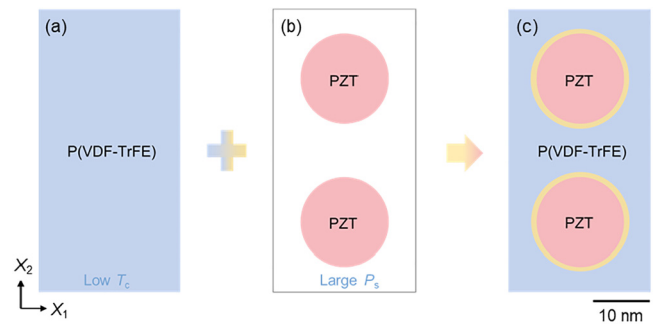 (a)
P(VDF-TrFE)
Low Tc
(b)
PZT
PZT
Large Ps
(c)
PZT
P(VDF-TrFE)
PZT
X2
X1
10 nm